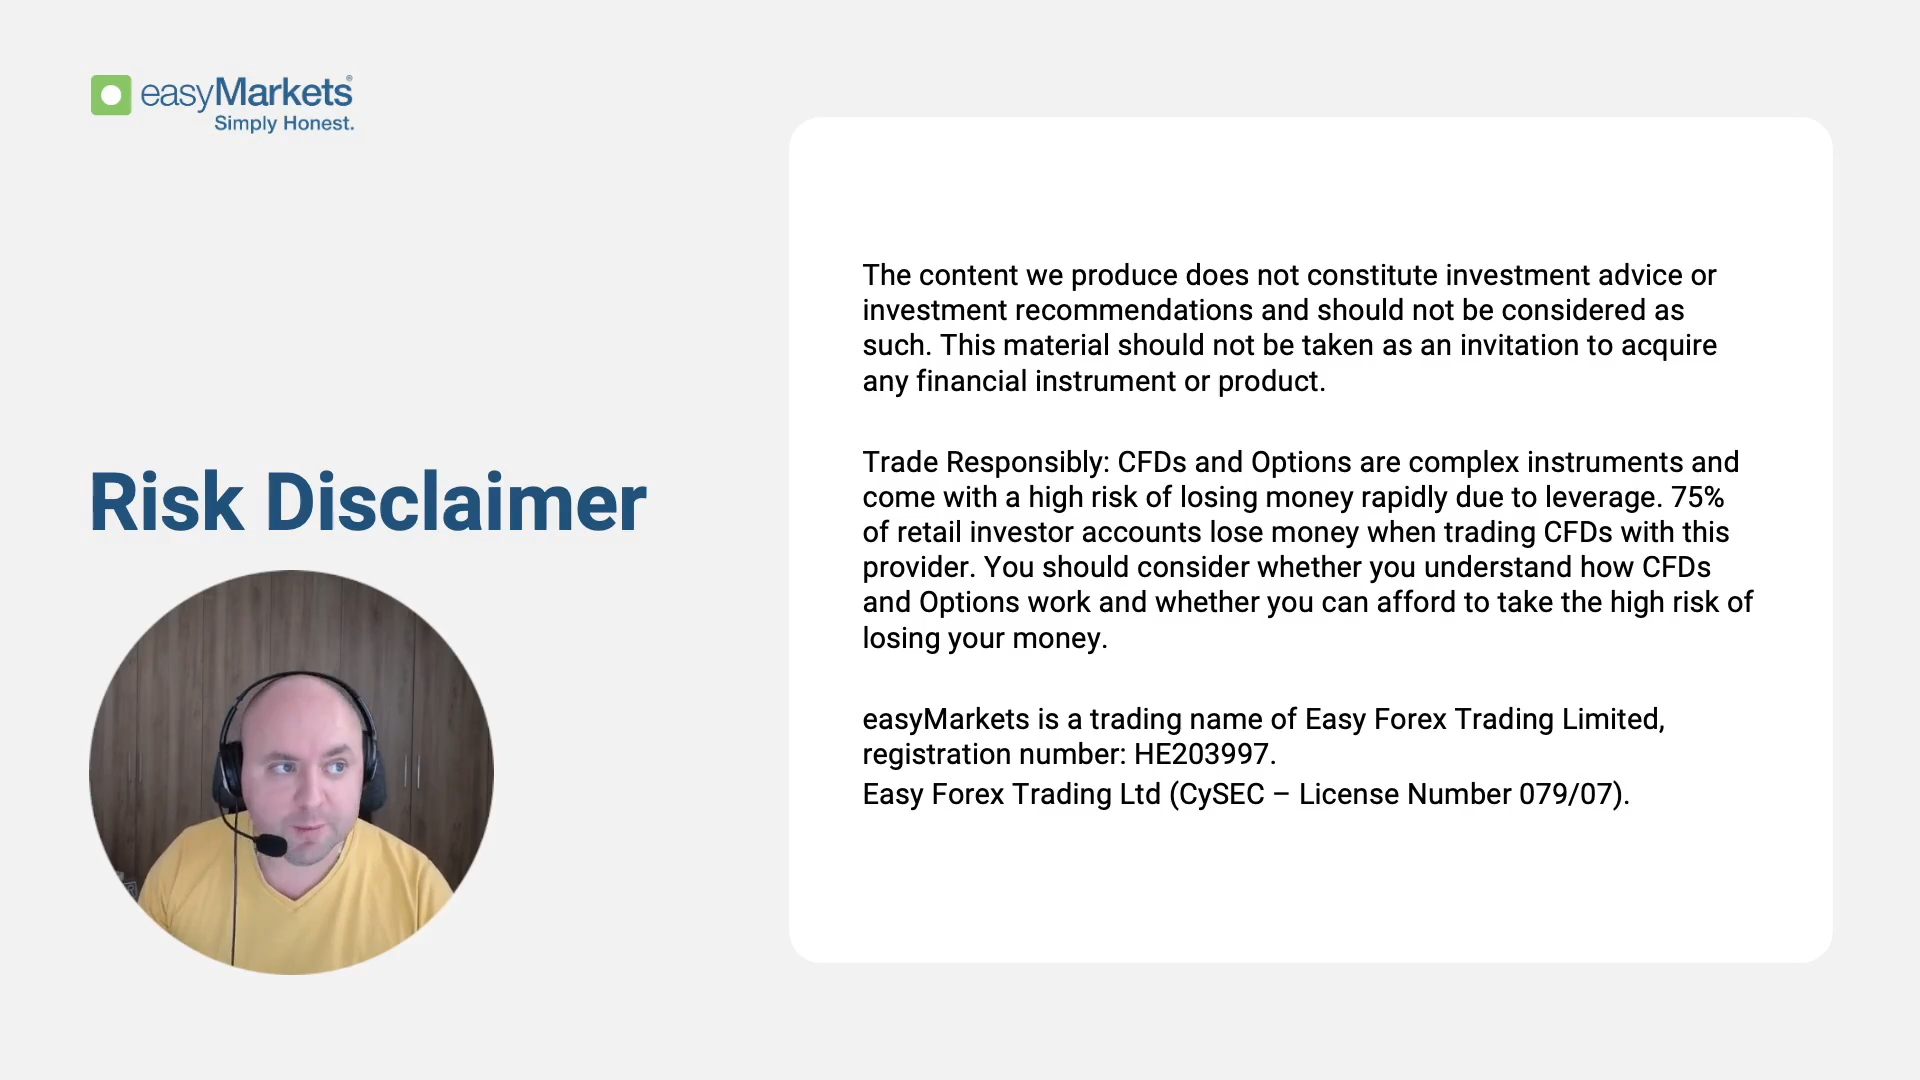 easyMarkets®
Simply Honest.
Risk Disclaimer
The content we produce does not constitute investment advice or
investment recommendations and should not be considered as
such. This material should not be taken as an invitation to acquire
any financial instrument or product.
Trade Responsibly: CFDs and Options are complex instruments and
come with a high risk of losing money rapidly due to leverage. 75%
of retail investor accounts lose money when trading CFDs with this
provider. You should consider whether you understand how CFDs
and Options work and whether you can afford to take the high risk of
losing your money.
easyMarkets is a trading name of Easy Forex Trading Limited,
registration number: HE203997.
Easy Forex Trading Ltd (CySEC – License Number 079/07).